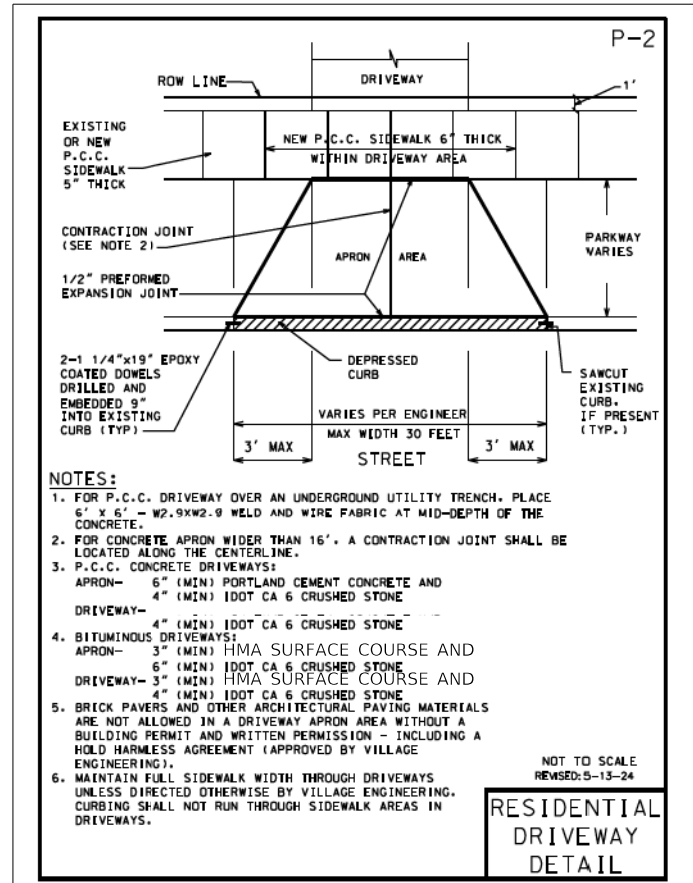 P-2
ROW LINE
DRIVEWAY
1'
EXISTING
OR NEW
P.C.C.
SIDEWALK
5" THICK
NEW P.C.C. SIDEWALK 6" THICK
WITHIN DRIVEWAY AREA
CONTRACTION JOINT
(SEE NOTE 2)
APRON AREA
PARKWAY
VARIES
1/2" PREFORMED
EXPANSION JOINT
2-1 1/4"x19" EPOXY
COATED DOWELS
DRILLED AND
EMBEDDED 9"
INTO EXISTING
CURB (TYP)
DEPRESSED
CURB
SAWCUT
EXISTING
CURB.
IF PRESENT
(TYP.)
VARIES PER ENGINEER
MAX WIDTH 30 FEET
3' MAX
3' MAX
STREET
NOTES:
1. FOR P.C.C. DRIVEWAY OVER AN UNDERGROUND UTILITY TRENCH. PLACE
6' X 6' - W2.9XW2.9 WELD AND WIRE FABRIC AT MID-DEPTH OF THE
CONCRETE.
2. FOR CONCRETE APRON WIDER THAN 16'. A CONTRACTION JOINT SHALL BE
LOCATED ALONG THE CENTERLINE.
3. P.C.C. CONCRETE DRIVEWAYS:
APRON- 6" (MIN) PORTLAND CEMENT CONCRETE AND
4" (MIN) IDOT CA 6 CRUSHED STONE
DRIVEWAY-
4" (MIN) IDOT CA 6 CRUSHED STONE
4. BITUMINOUS DRIVEWAYS:
APRON- 3" (MIN) HMA SURFACE COURSE AND
6" (MIN) IDOT CA 6 CRUSHED STONE
DRIVEWAY- 3" (MIN) HMA SURFACE COURSE AND
4" (MIN) IDOT CA 6 CRUSHED STONE
5. BRICK PAVERS AND OTHER ARCHITECTURAL PAVING MATERIALS
ARE NOT ALLOWED IN A DRIVEWAY APRON AREA WITHOUT A
BUILDING PERMIT AND WRITTEN PERMISSION - INCLUDING A
HOLD HARMLESS AGREEMENT (APPROVED BY VILLAGE
ENGINEERING).
6. MAINTAIN FULL SIDEWALK WIDTH THROUGH DRIVEWAYS
UNLESS DIRECTED OTHERWISE BY VILLAGE ENGINEERING.
CURBING SHALL NOT RUN THROUGH SIDEWALK AREAS IN
DRIVEWAYS.
NOT TO SCALE
REVISED: 5-13-24
RESIDENTIAL
DRIVEWAY
DETAIL